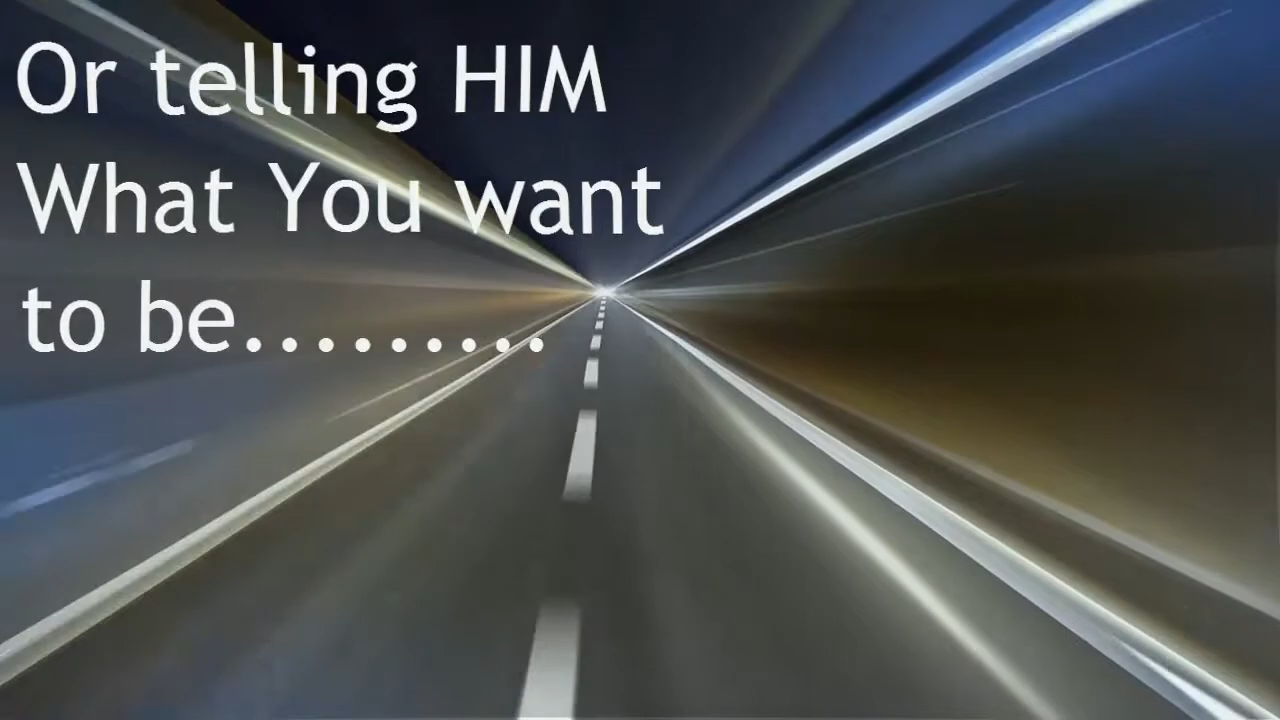 Or telling HIM
What You want
to be.........